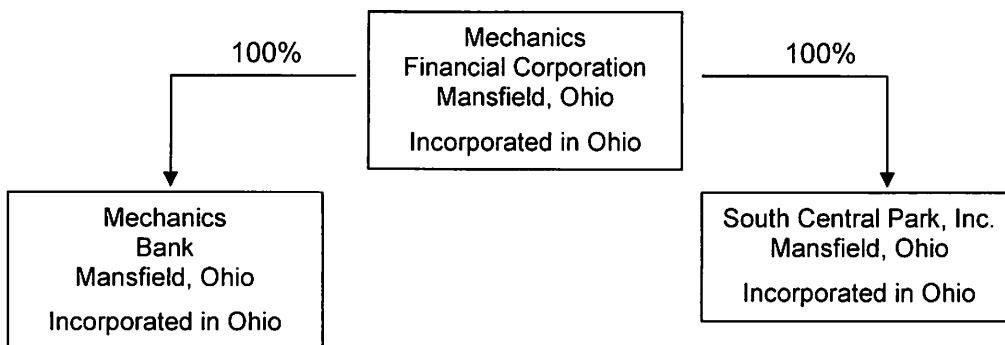 100%
Mechanics
Financial Corporation
Mansfield, Ohio
Incorporated in Ohio
100%
Mechanics
Bank
Mansfield, Ohio
Incorporated in Ohio
South Central Park, Inc.
Mansfield, Ohio
Incorporated in Ohio